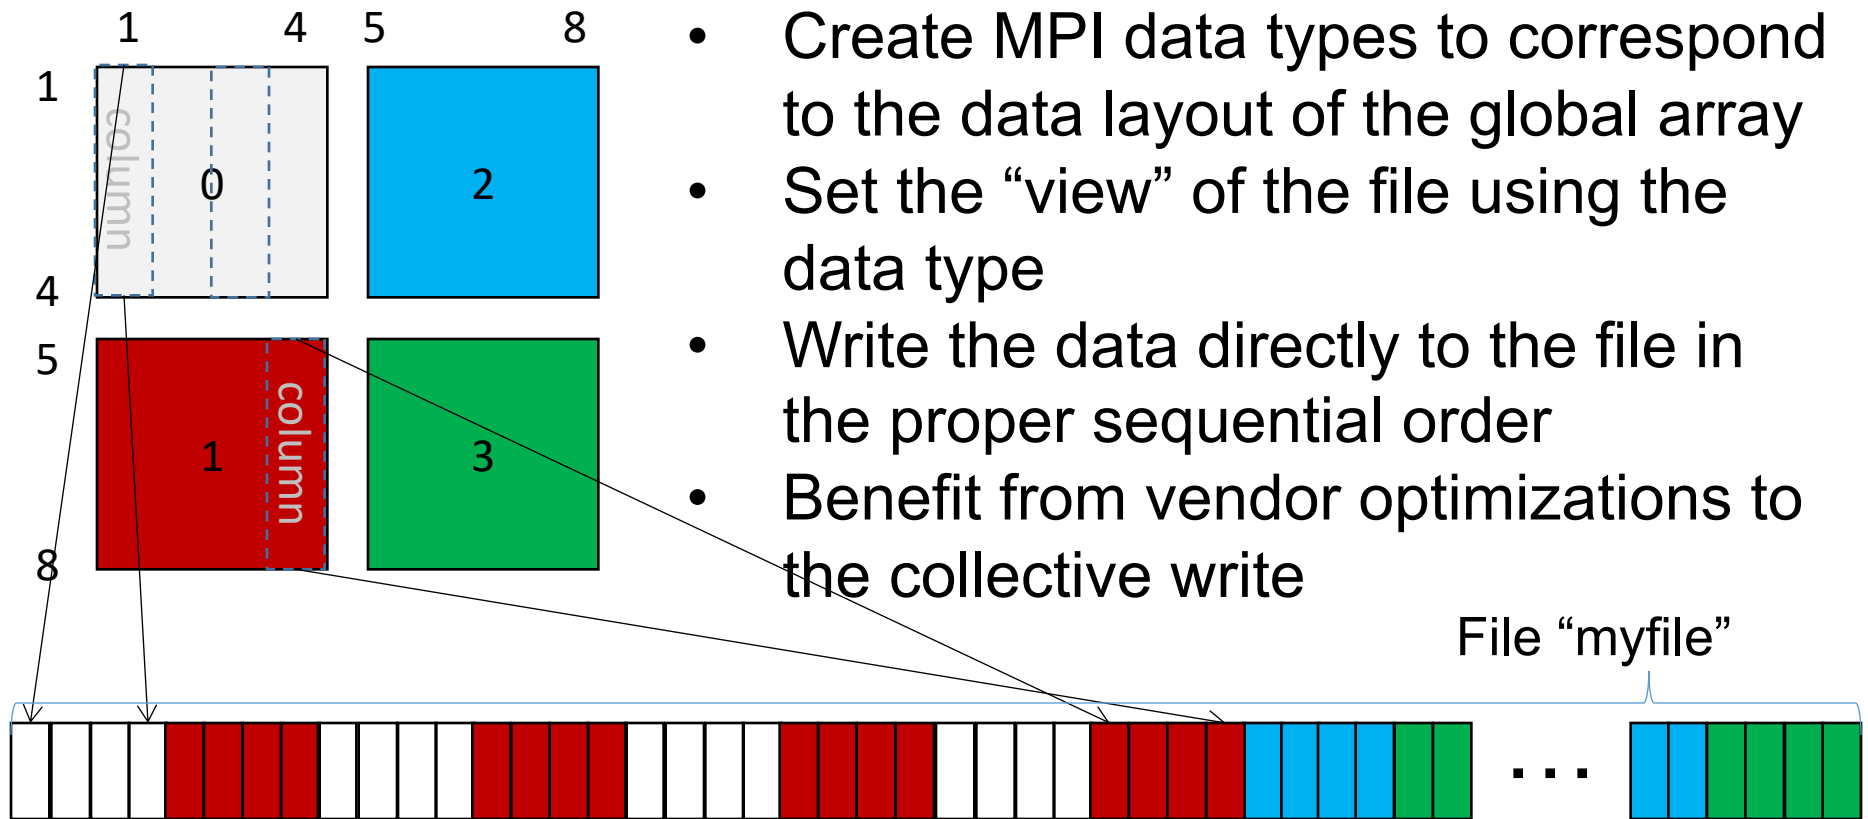 1 4 5 8
1
column
0
2
4
5
column
1
3
8
• Create MPI data types to correspond
to the data layout of the global array
• Set the “view” of the file using the
data type
• Write the data directly to the file in
the proper sequential order
• Benefit from vendor optimizations to
the collective write
File “myfile”
. . .